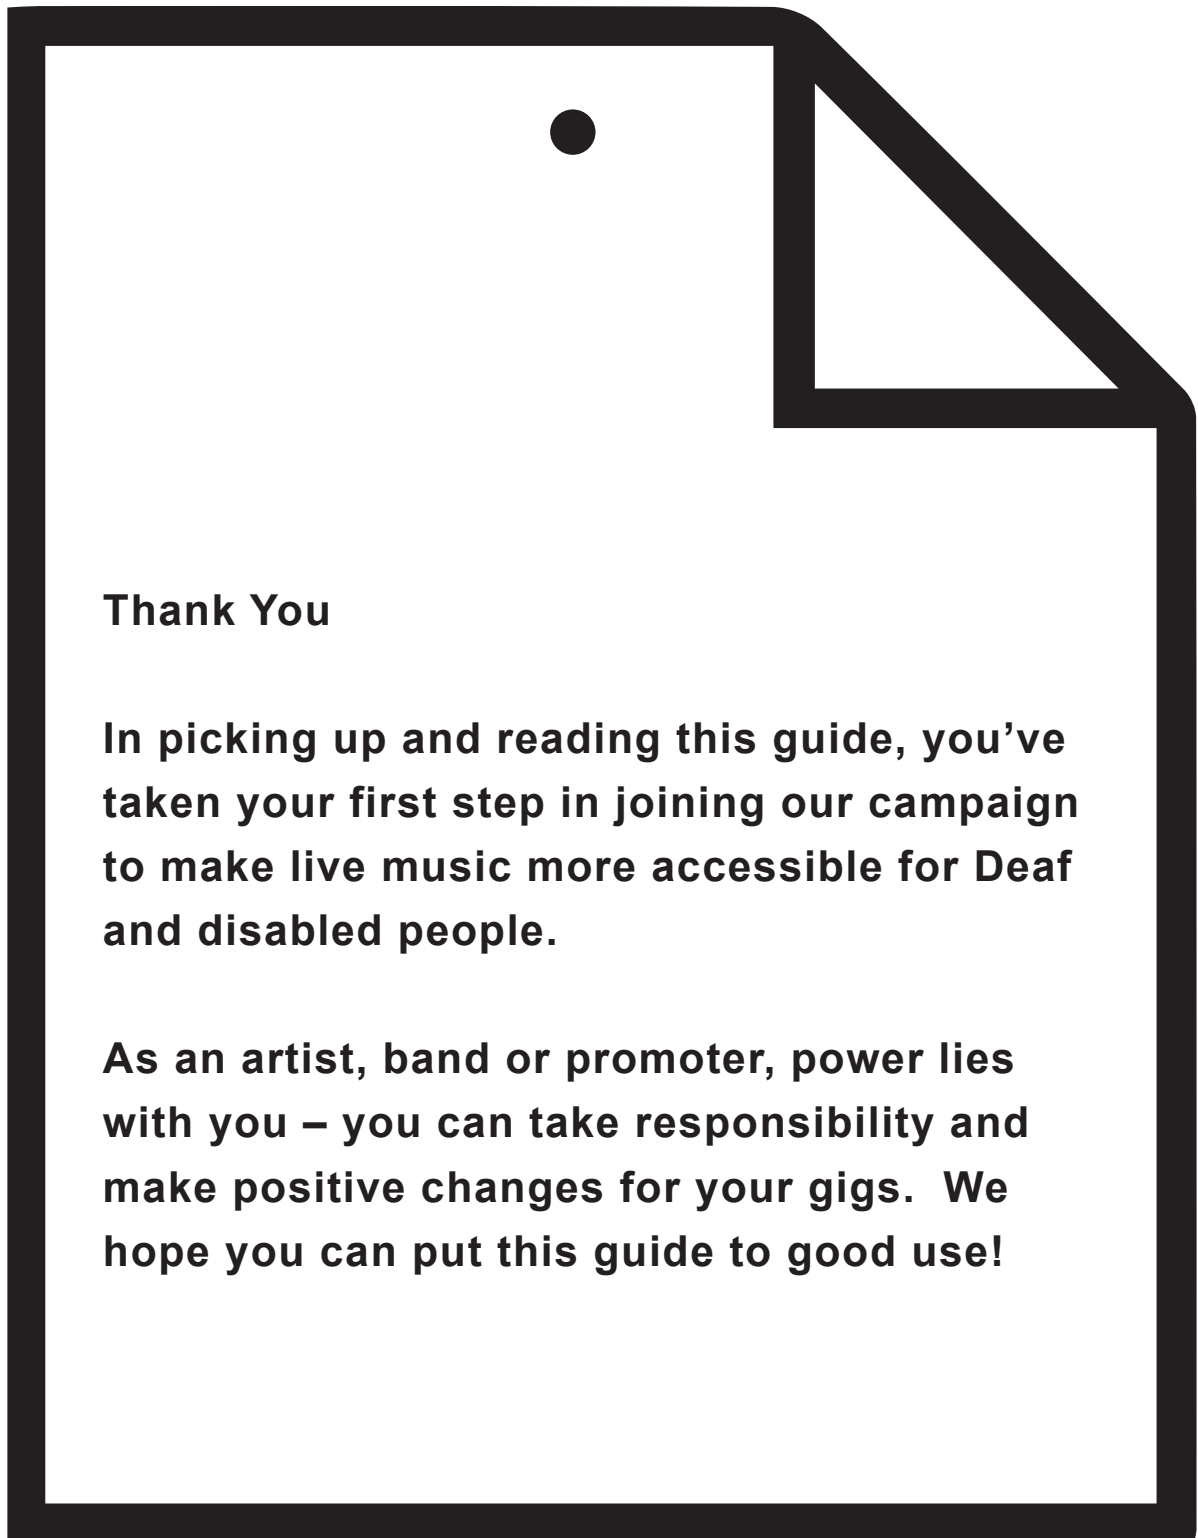 Thank You
In picking up and reading this guide, you’ve
taken your first step in joining our campaign
to make live music more accessible for Deaf
and disabled people.
As an artist, band or promoter, power lies
with you – you can take responsibility and
make positive changes for your gigs.  We
hope you can put this guide to good use!